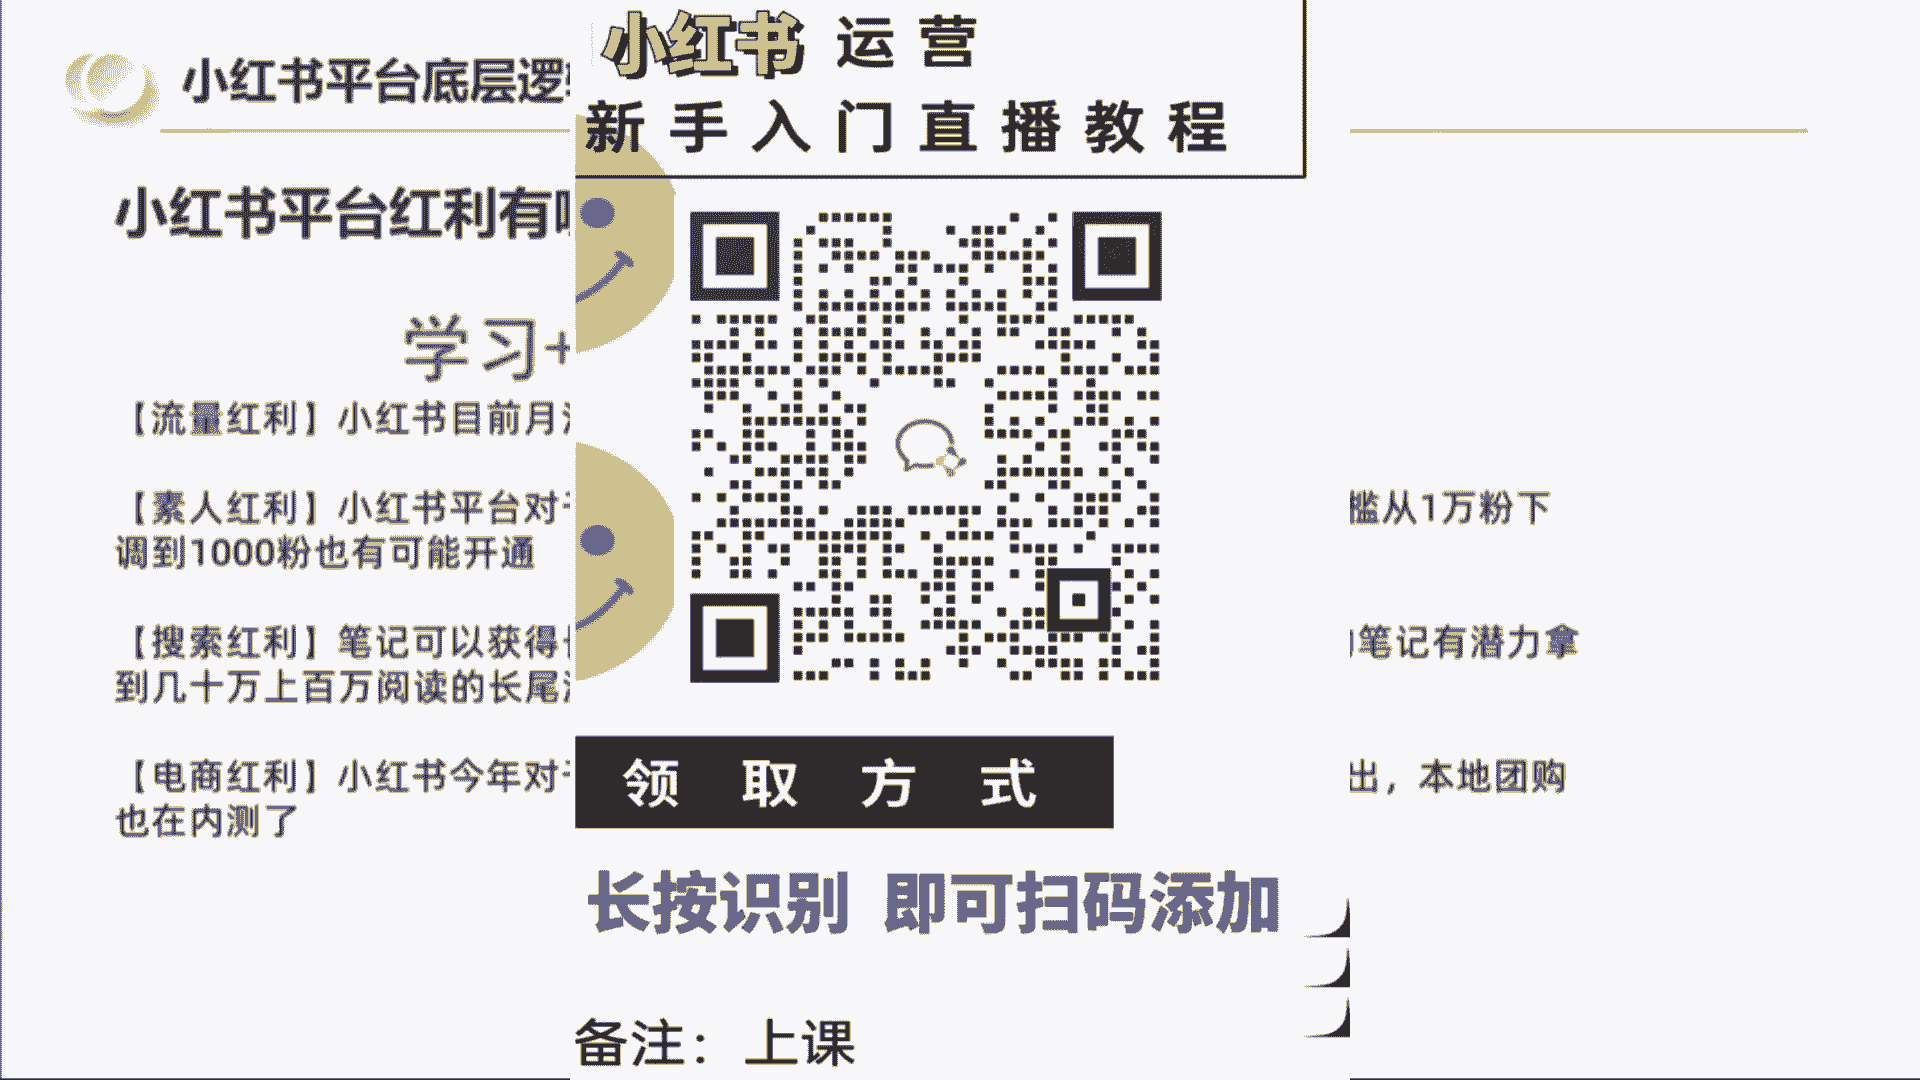 小红书平台底层逻
小红书平台红利有
学习+
【流量红利】小红书目前月
【素人红利】小红书平台对
槛从1万粉下
调到1000粉也有可能开通
【搜索红利】笔记可以获得
笔记有潜力拿
到几十万上百万阅读的长尾
【电商红利】小红书今年对
出，本地团购
也在内测了
小红书 运营
新手入门直播教程
领取方式
长按识别 即可扫码添加
备注：上课